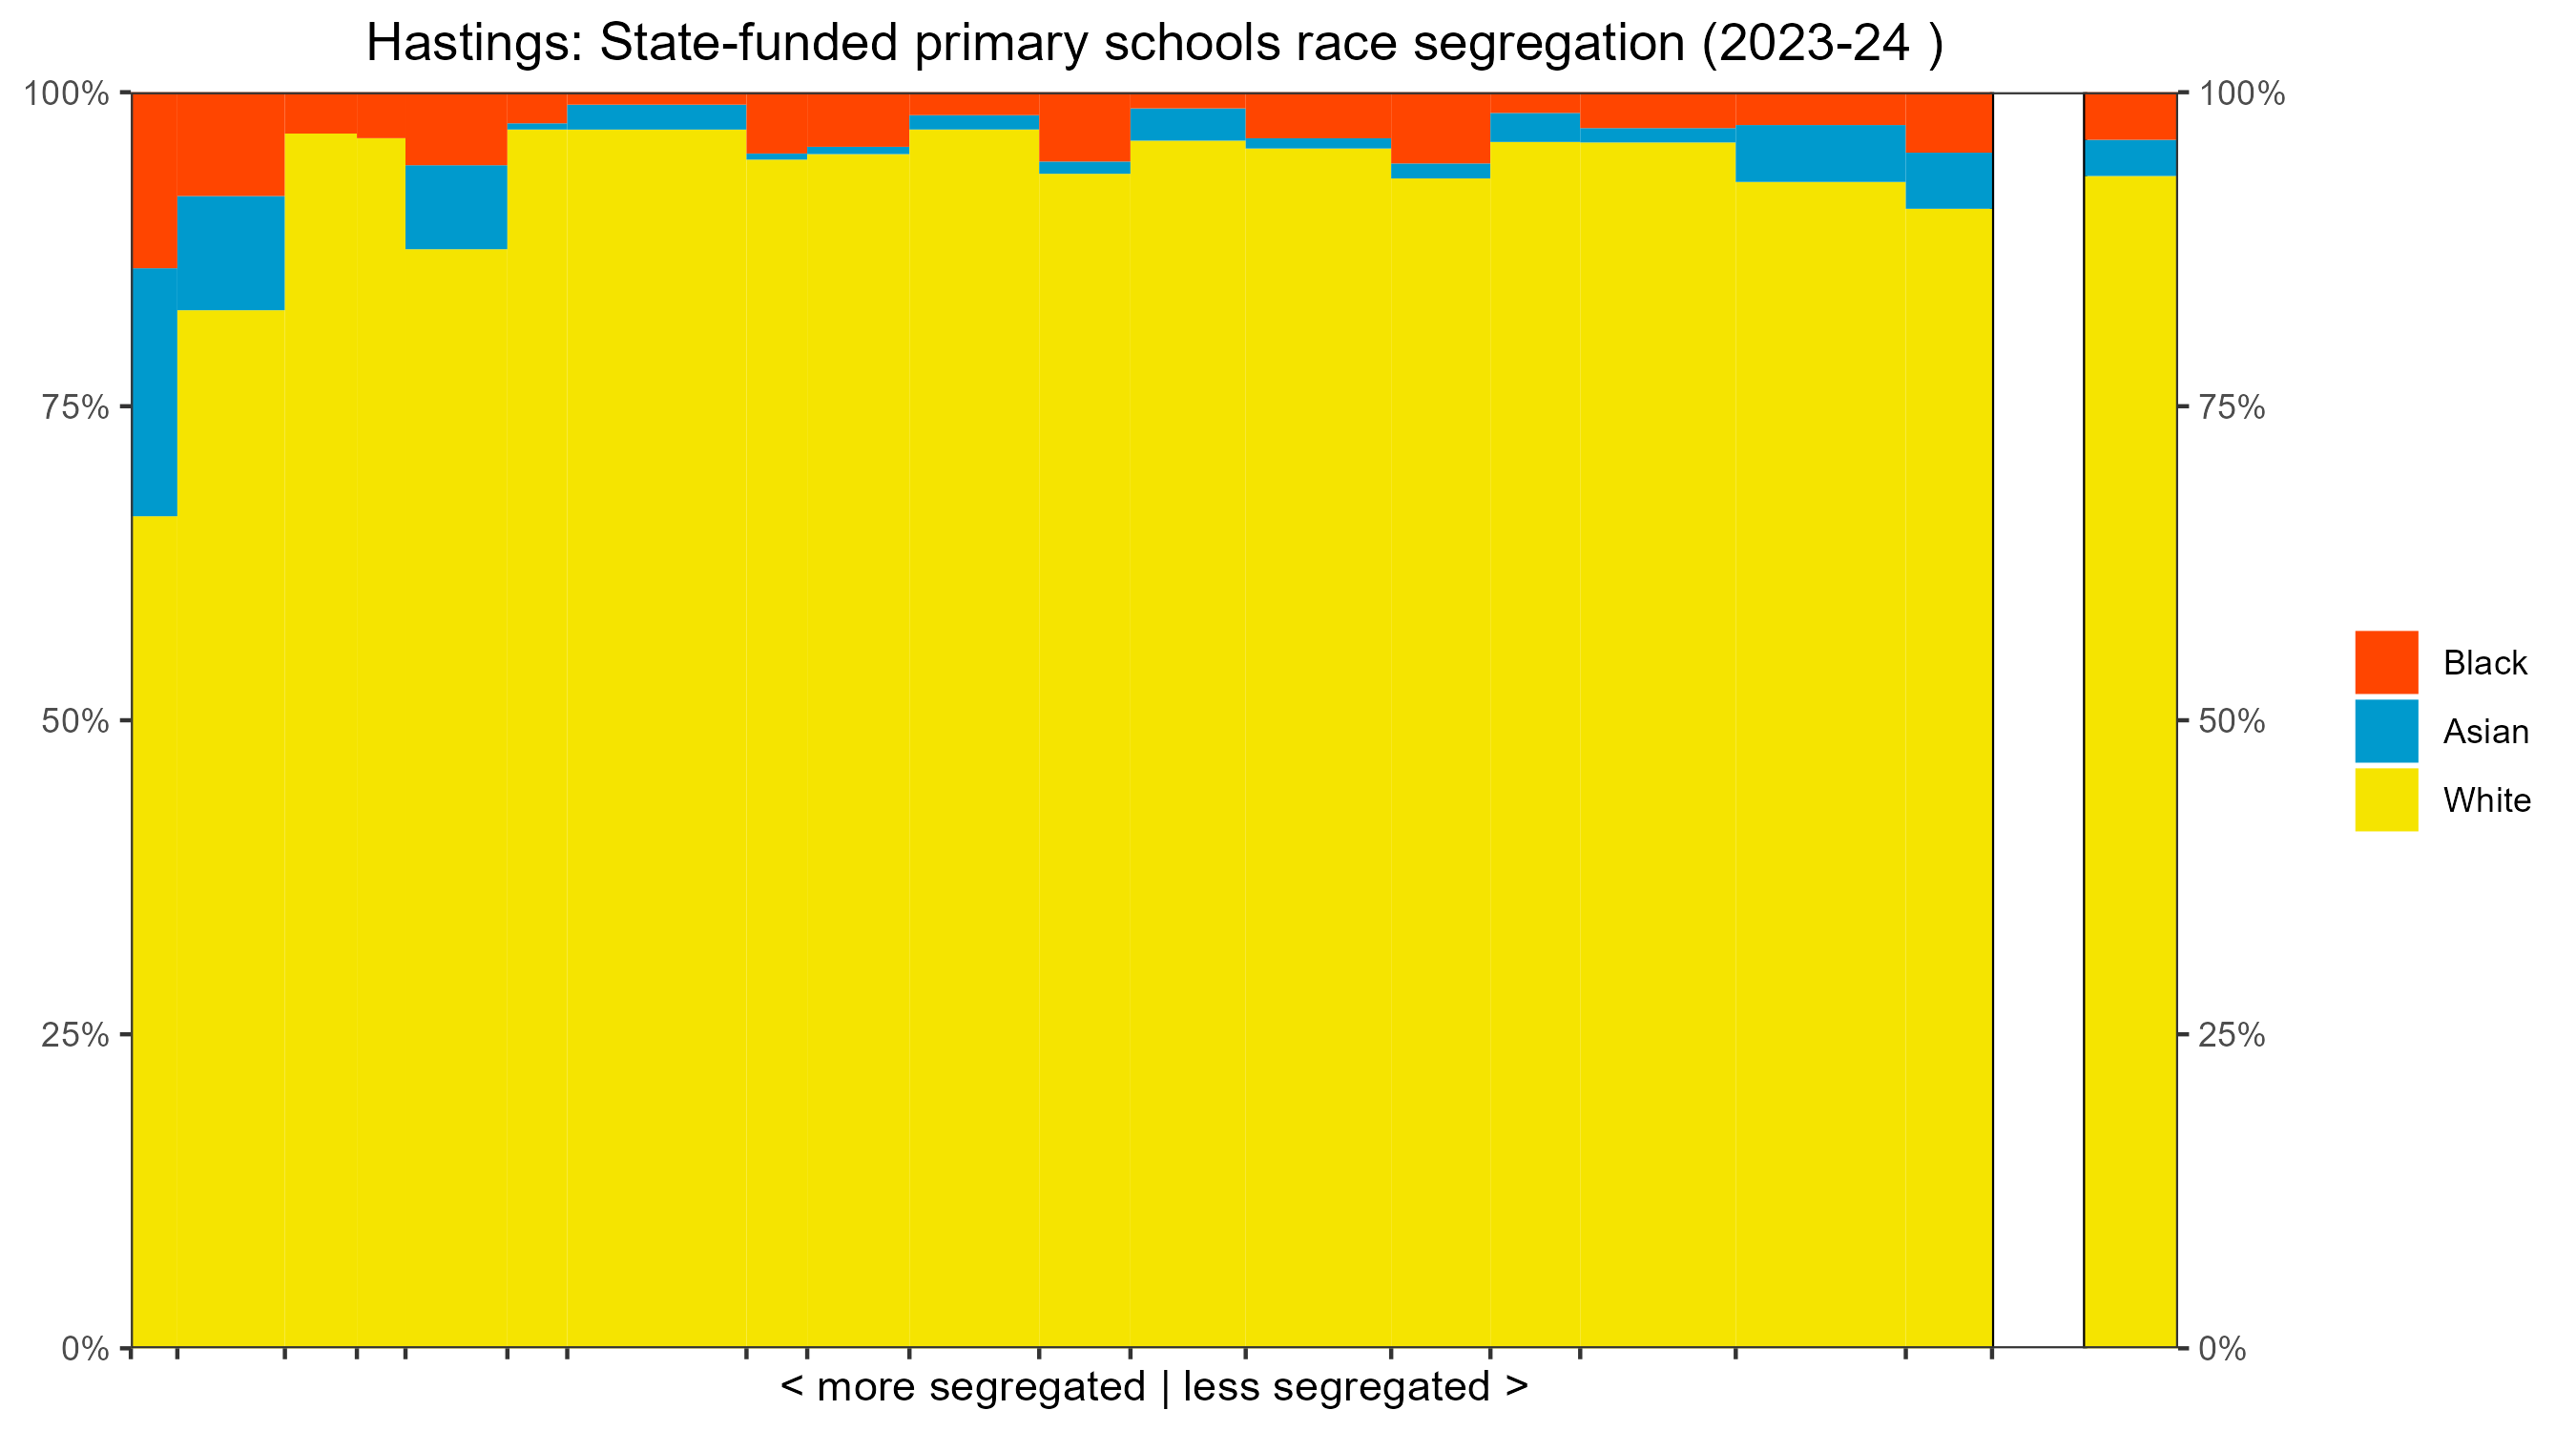 Hastings: State-funded primary schools race segregation (2023-24 )
100%
75%
50%
25%
0%
100%
75%
50%
25%
0%
Black
Asian
White
< more segregated | less segregated >